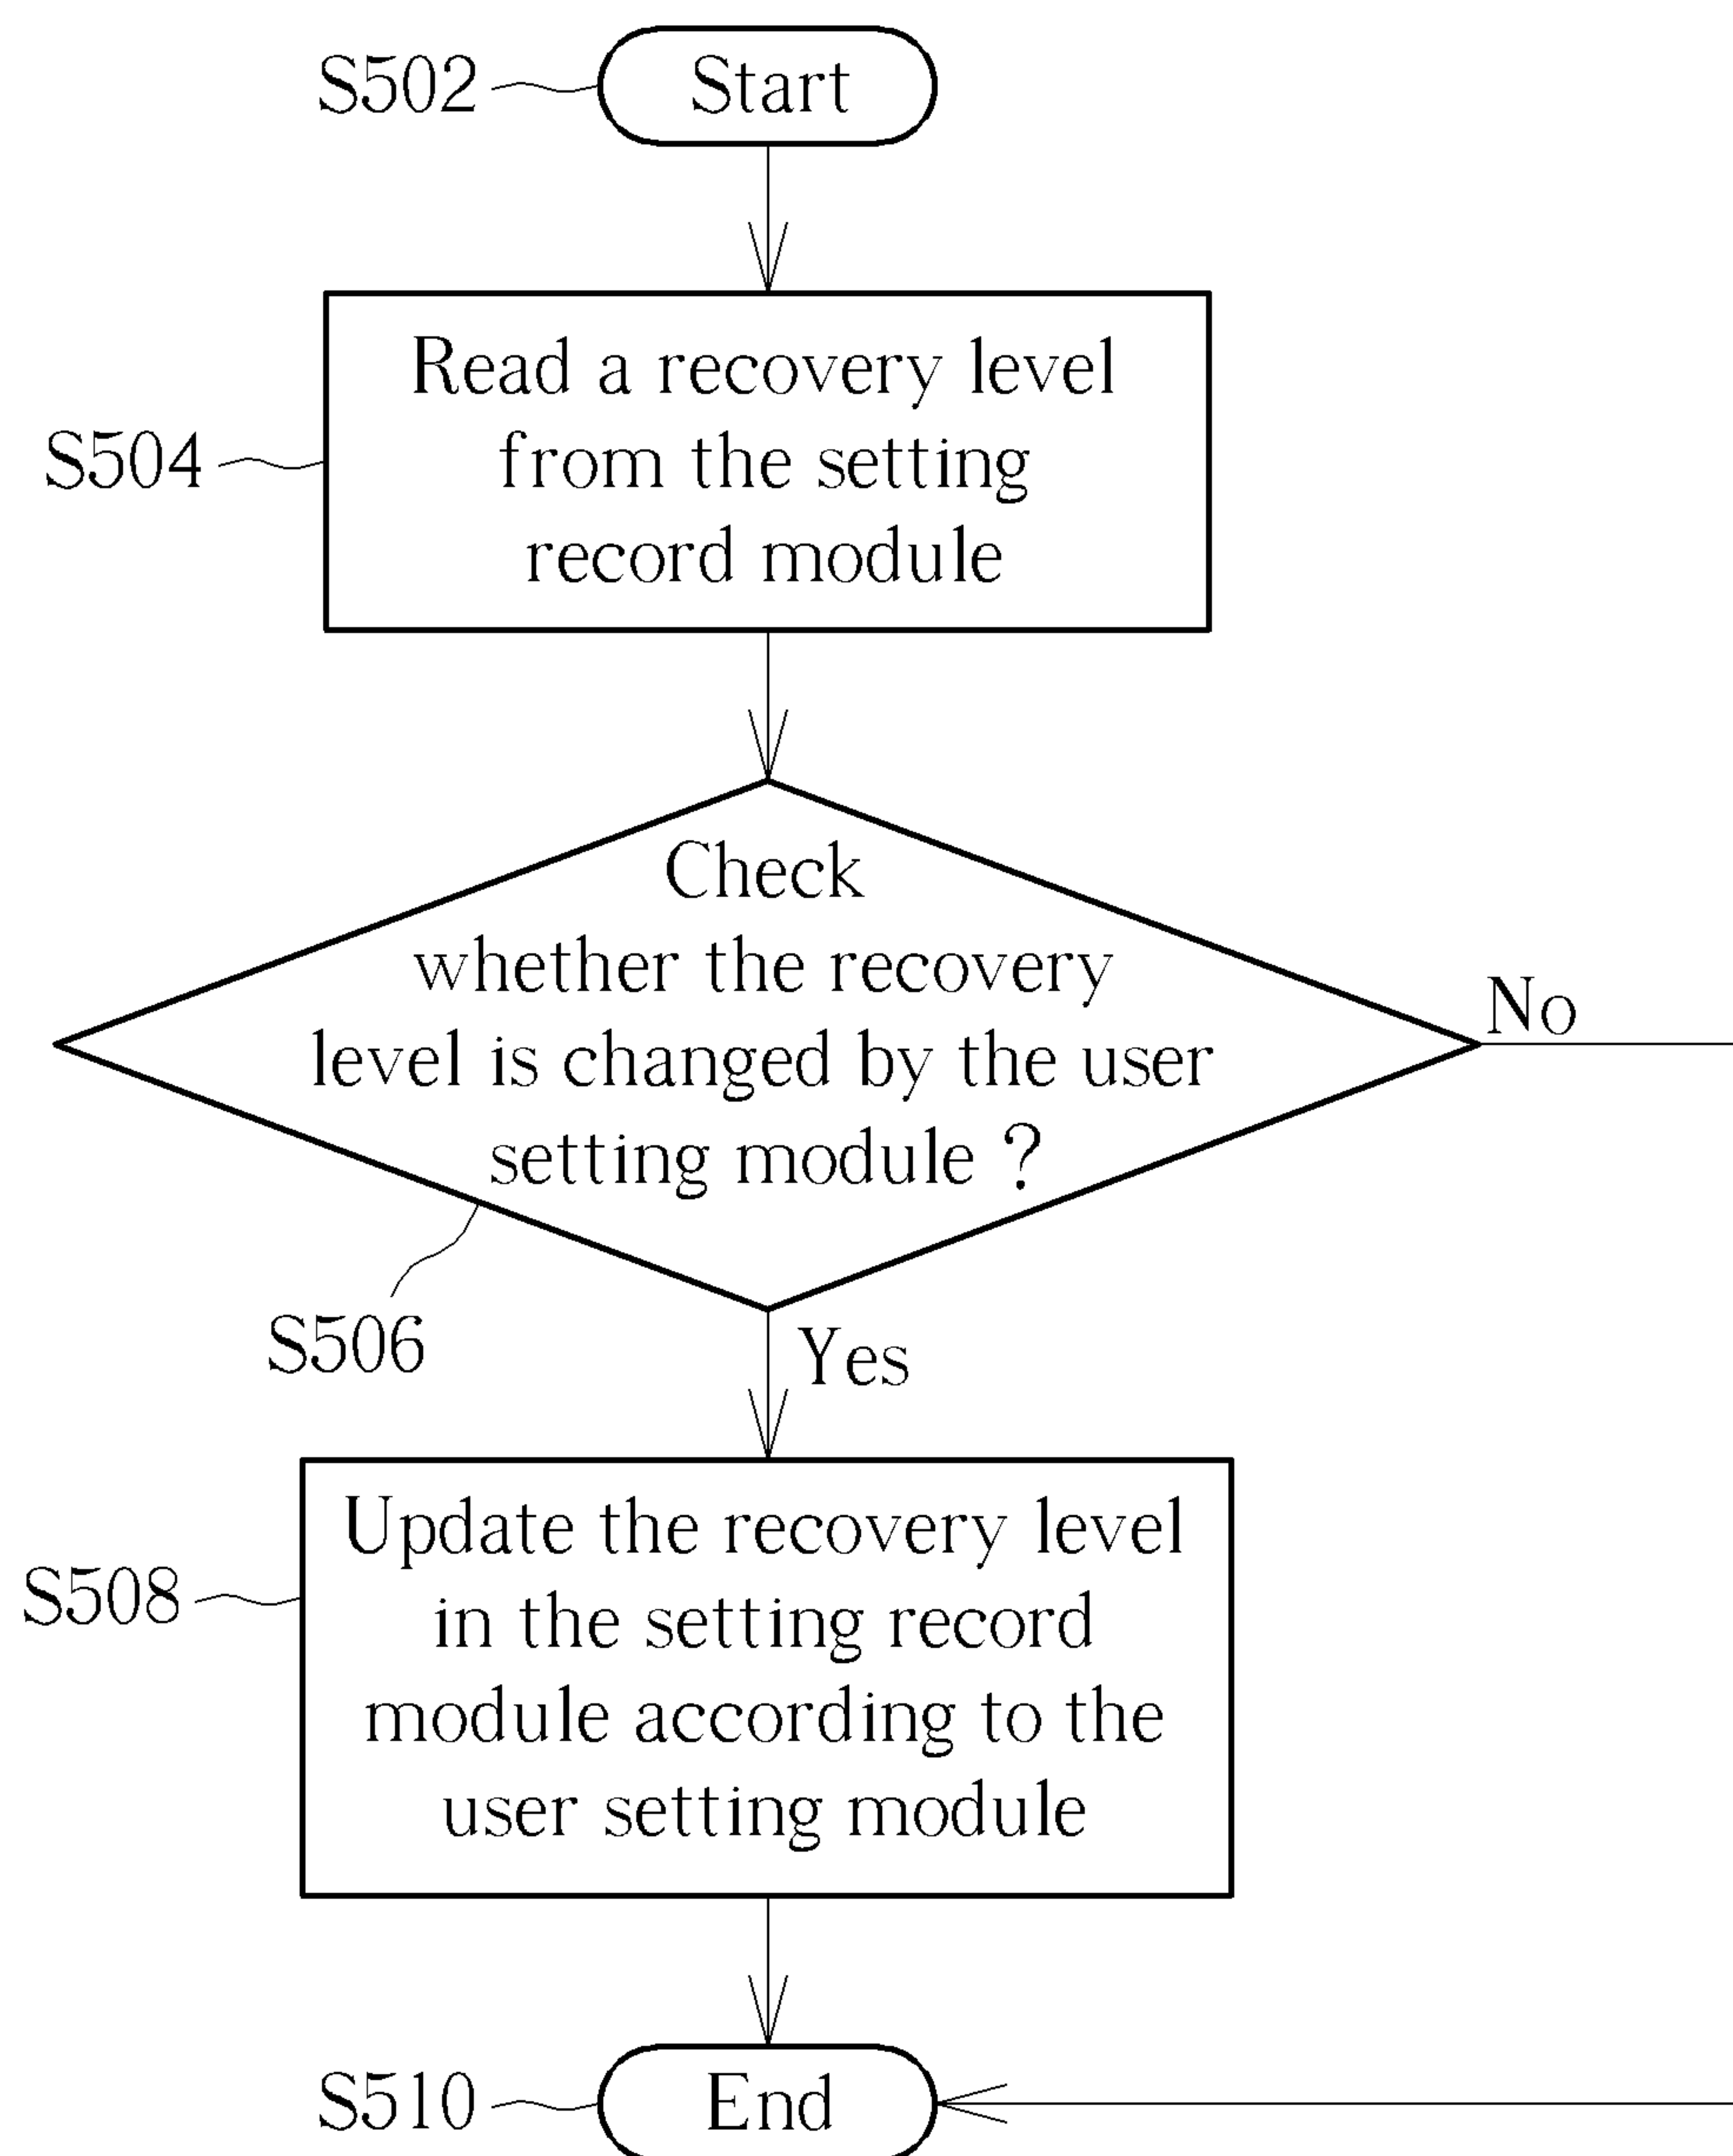 S502
Start
S504
Read a recovery level
from the setting
record module
Check
whether the recovery
level is changed by the user
setting module ?
No
S506
Yes
S508
Update the recovery level
in the setting record
module according to the
user setting module
S510
End